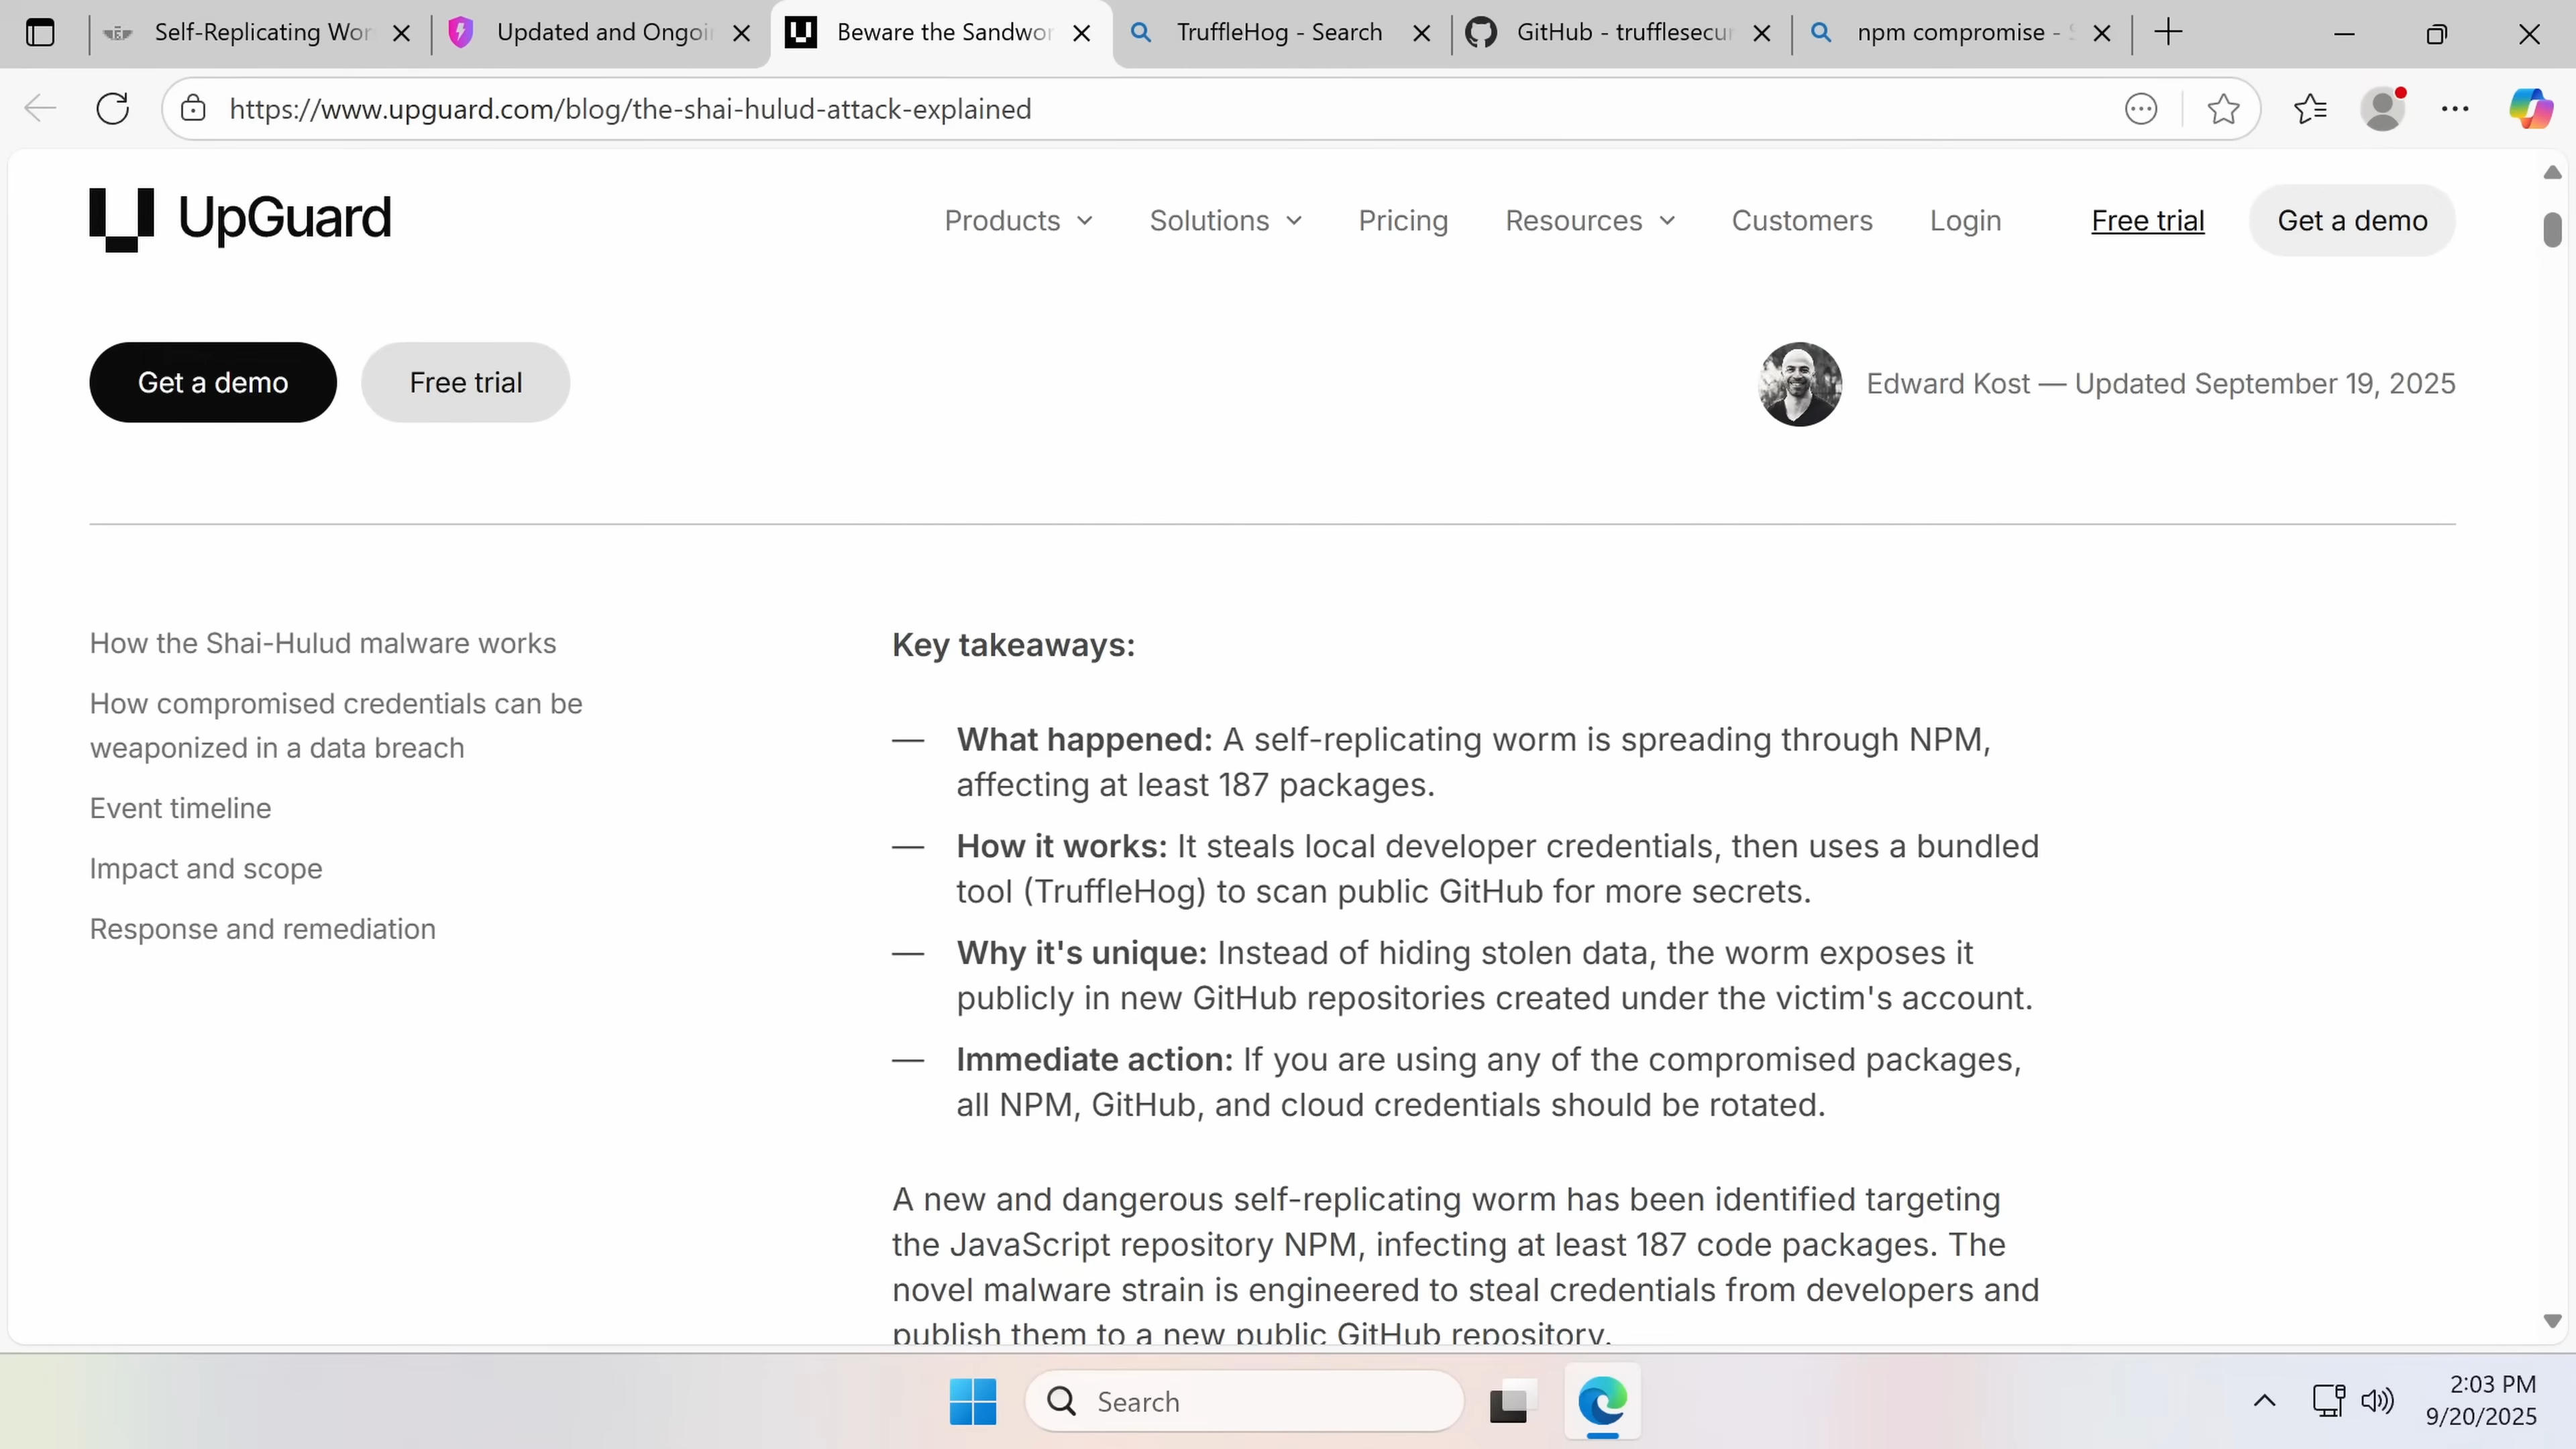 Self-Replicating Wor
Updated and Ongoi
Beware the Sandwor
TruffleHog - Search
GitHub - trufflesecu
npm compromise -
https://www.upguard.com/blog/the-shai-hulud-attack-explained
UpGuard
Products
Solutions
Pricing
Resources
Customers
Login
Free trial
Get a demo
Get a demo
Free trial
Edward Kost — Updated September 19, 2025
How the Shai-Hulud malware works
How compromised credentials can be
weaponized in a data breach
Event timeline
Impact and scope
Response and remediation
Key takeaways:
— What happened: A self-replicating worm is spreading through NPM,
affecting at least 187 packages.
— How it works: It steals local developer credentials, then uses a bundled
tool (TruffleHog) to scan public GitHub for more secrets.
— Why it's unique: Instead of hiding stolen data, the worm exposes it
publicly in new GitHub repositories created under the victim's account.
— Immediate action: If you are using any of the compromised packages,
all NPM, GitHub, and cloud credentials should be rotated.
A new and dangerous self-replicating worm has been identified targeting
the JavaScript repository NPM, infecting at least 187 code packages. The
novel malware strain is engineered to steal credentials from developers and
publish them to a new public GitHub repository.
Search
2:03 PM
9/20/2025